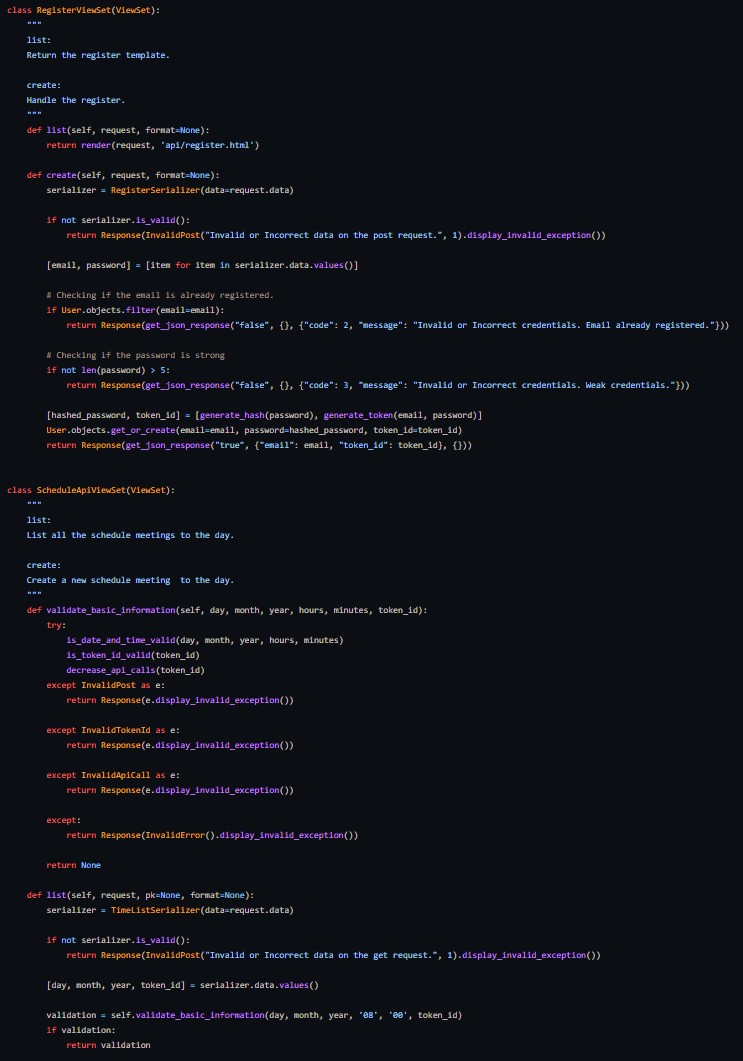 class RegisterViewSet(ViewSet):
    """
    list:
    Return the register template.

    create:
    Handle the register.
    """
    def list(self, request, format=None):
        return render(request, 'api/register.html')

    def create(self, request, format=None):
        serializer = RegisterSerializer(data=request.data)

        if not serializer.is_valid():
            return Response(InvalidPost("Invalid or Incorrect data on the post request.", 1).display_invalid_exception())

        [email, password] = [item for item in serializer.data.values()]

        # Checking if the email is already registered.
        if User.objects.filter(email=email):
            return Response(get_json_response("false", {}, {"code": 2, "message": "Invalid or Incorrect credentials. Email already registered."}))

        # Checking if the password is strong
        if not len(password) > 5:
            return Response(get_json_response("false", {}, {"code": 3, "message": "Invalid or Incorrect credentials. Weak credentials."}))

        [hashed_password, token_id] = [generate_hash(password), generate_token(email, password)]
        User.objects.get_or_create(email=email, password=hashed_password, token_id=token_id)
        return Response(get_json_response("true", {"email": email, "token_id": token_id}, {}))


class ScheduleApiViewSet(ViewSet):
    """
    list:
    List all the schedule meetings to the day.

    create:
    Create a new schedule meeting  to the day.
    """
    def validate_basic_information(self, day, month, year, hours, minutes, token_id):
        try:
            is_date_and_time_valid(day, month, year, hours, minutes)
            is_token_id_valid(token_id)
            decrease_api_calls(token_id)
        except InvalidPost as e:
            return Response(e.display_invalid_exception())

        except InvalidTokenId as e:
            return Response(e.display_invalid_exception())

        except InvalidApiCall as e:
            return Response(e.display_invalid_exception())

        except:
            return Response(InvalidError().display_invalid_exception())

        return None

    def list(self, request, pk=None, format=None):
        serializer = TimeListSerializer(data=request.data)

        if not serializer.is_valid():
            return Response(InvalidPost("Invalid or Incorrect data on the get request.", 1).display_invalid_exception())

        [day, month, year, token_id] = serializer.data.values()

        validation = self.validate_basic_information(day, month, year, '08', '00', token_id)
        if validation:
            return validation